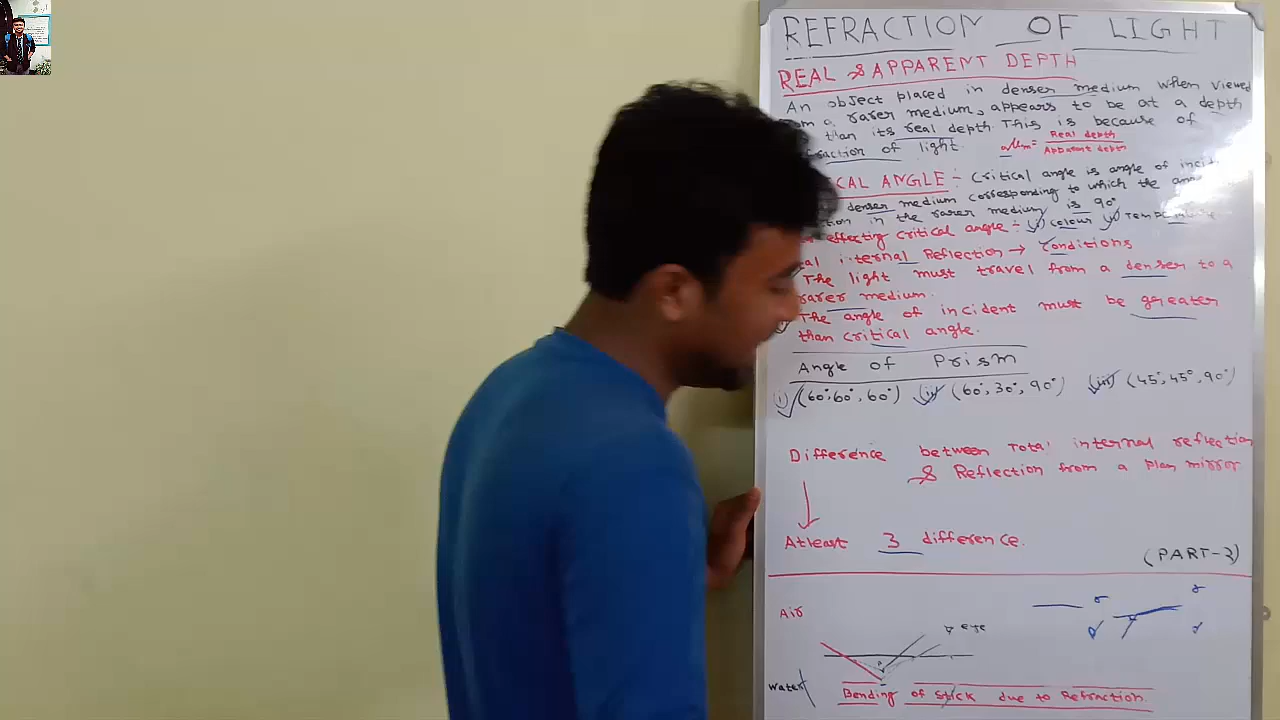 REFRACTION OF LIGHT
REAL & APPARENT DEPTH
An object placed in denser medium when viewed
a rarer medium, appears to be at a depth
than its real depth. This is because of
fraction of light. aμm = Real depth
Apparent depth
CAL ANGLE :- Critical angle is angle of
denser medium corresponding to which the
in the rarer medium is 90°
effecting critical angle :- (i) colour (ii)
al internal Reflection → Conditions
The light must travel from a denser to a
rarer medium.
The angle of incident must be greater
than critical angle.
Angle of Prism
(i) (60°, 60°, 60°) (ii) (60°, 30°, 90°) (iii) (45°, 45°, 90°)
Difference between Total internal reflection
& Reflection from a plan mirror
Atleast 3 difference.
(PART-3)
Air
eye
r
r
d
d
water
Bending of stick due to Refraction.